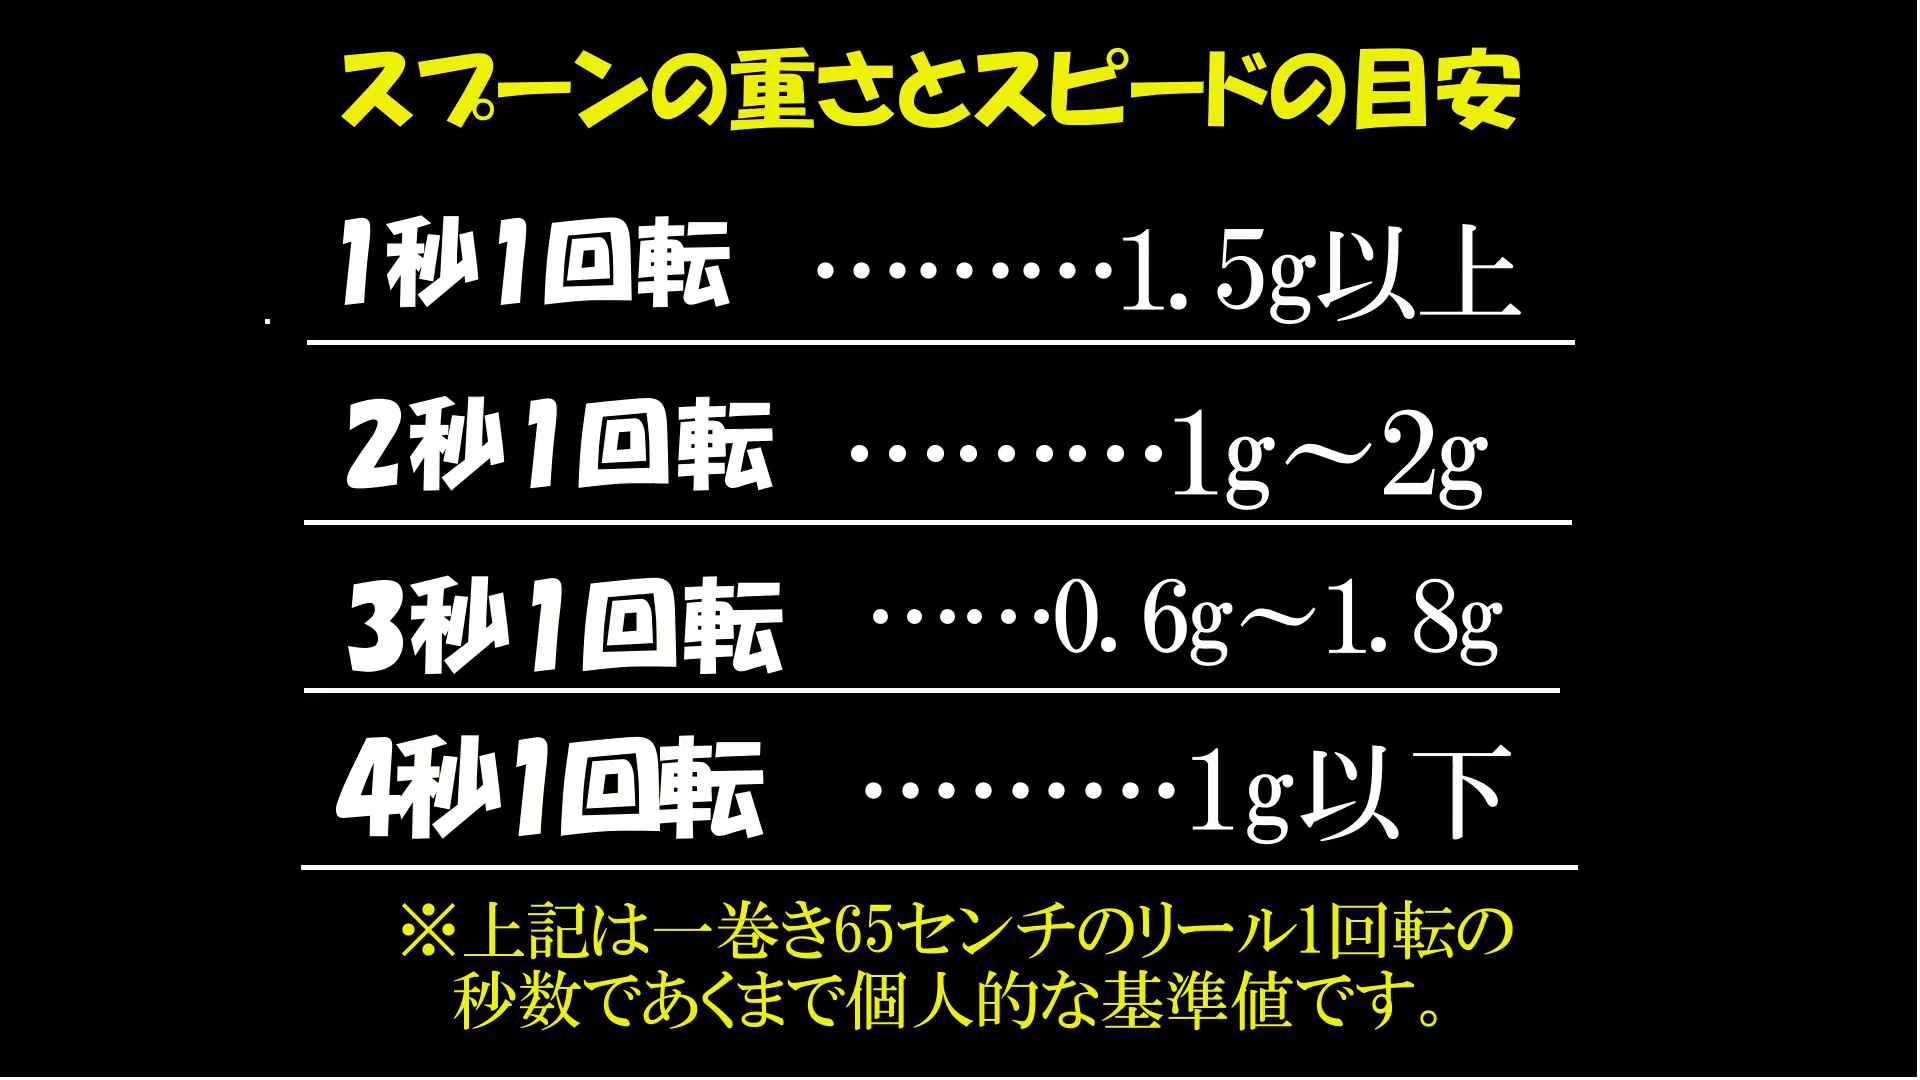 スプーンの重さとスピードの目安
1秒1回転 ………1.5g以上
2秒1回転 ………1g～2g
3秒1回転 ……0.6g～1.8g
4秒1回転 ………1g以下
※上記は一巻き65センチのリール1回転の
秒数であくまで個人的な基準値です。